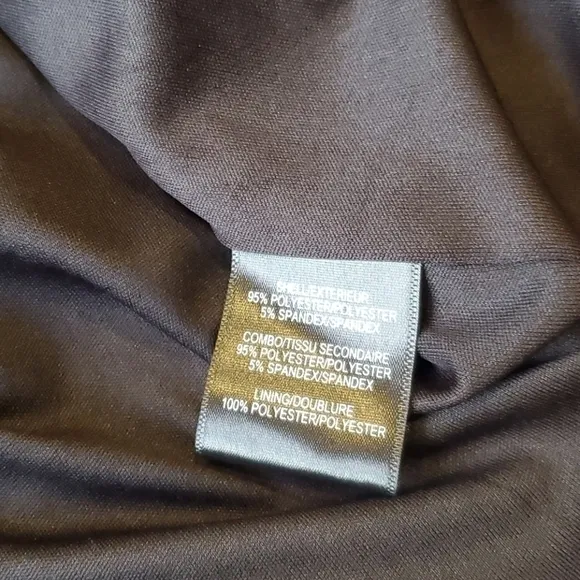 SHELL/EXTERIEUR
95% POLYESTER/POLYESTER
5% SPANDEX/SPANDEX
COMBO/TISSU SECONDAIRE
95% POLYESTER/POLYESTER
5% SPANDEX/SPANDEX
LINING/DOUBLURE
100% POLYESTER/POLYESTER